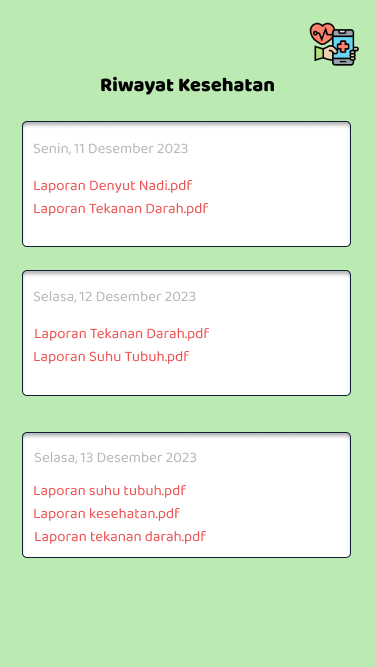 Riwayat Kesehatan
Senin, 11 Desember 2023
Laporan Denyut Nadi.pdf
Laporan Tekanan Darah.pdf
Selasa, 12 Desember 2023
Laporan Tekanan Darah.pdf
Laporan Suhu Tubuh.pdf
Selasa, 13 Desember 2023
Laporan suhu tubuh.pdf
Laporan kesehatan.pdf
Laporan tekanan darah.pdf